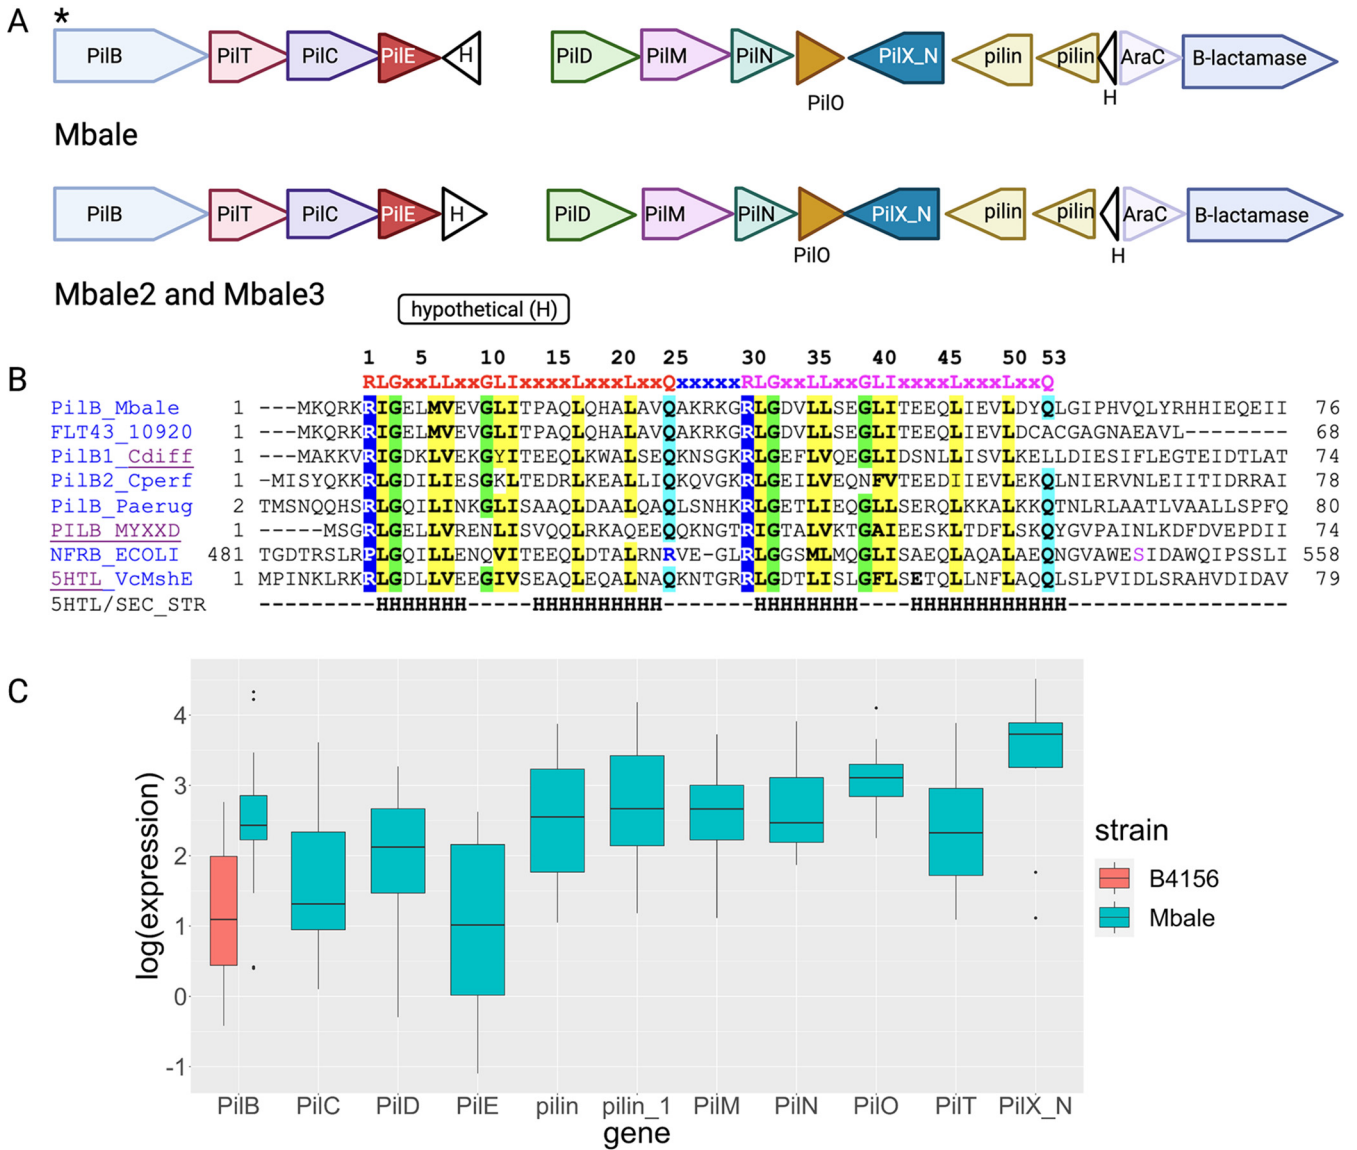 A
*
PilB PilT PilC PilE H PilD PilM PilN PilX_N pilin pilin AraC B-lactamase
PilO H
Mbale
PilB PilT PilC PilE H PilD PilM PilN PilX_N pilin pilin AraC B-lactamase
PilO H
Mbale2 and Mbale3
hypothetical (H)
1 5 10 15 20 25 30 35 40 45 50 53
B
RLGxxLLxxGLIxxxxLxxxLxxQxxxxxRLGxxLLxxGLIxxxxLxxxLxxQ
PilB_Mbale 1 ---MKQRKRIGELMVEVGLITPAQLQHALAVQAKRKGRLGDVLLSEGLITEEQLIEVLDYQLGIPHVQLYRHHIEQEII 76
FLT43_10920 1 ---MKQRKRIGELMVEVGLITPAQLQHALAVQAKRKGRLGDVLLSEGLITEEQLIEVLDCACGAGNAEAVL-------- 68
PilB1_Cdiff 1 ---MAKKVRIGDKLVEKGYITEEQLKWALSEQKNSGKRLGEFLVQEGLIDSNLLISVLKELLDIESIFLEGTEIDTLAT 74
PilB2_Cperf 1 -MISYQKKRLGDILIESGKLTEDRLKEALLIQKQVGKRLGEILVEQNFVTEEDIIEVLEKQLNIERVNLEIITIDRRAI 78
PilB_Paerug 2 TMSNQQHSRLGQILINKGLISAQQLDAALQAQLSNHKRLGETLIEQGLLSERQLKKALKKQTNLRLAATLVAALLSPFQ 80
PILB_MYXXD 1 -----MSGRLGELLVRENLISVQQLRKAQEEQQKNGTRIGTALVKTGAIEESKLTDFLSKQYGVPAINLKDFDVEPDII 74
NFRB_ECOLI 481 TGDTRSLRPLGQILLENQVITEEQLDTALRNRVE-GLRLGGSMLMQGLISAEQLAQALAEQNGVAWESIDAWQIPSSLI 558
5HTL_VcMshE 1 MPINKLRKRLGDLLVEEGIVSEAQLEQALNAQKNTGRRLGDTLISLGFLSETQLLNFLAQQLSLPVIDLSRAHVDIDAV 79
5HTL/SEC_STR ---------HHHHHHH-----HHHHHHHHHH-------HHHHHHHH----HHHHHHHHHHHH-----------------
C
4
3
2
1
0
-1
log(expression)
PilB PilC PilD PilE pilin pilin_1 PilM PilN PilO PilT PilX_N
gene
strain
B4156
Mbale